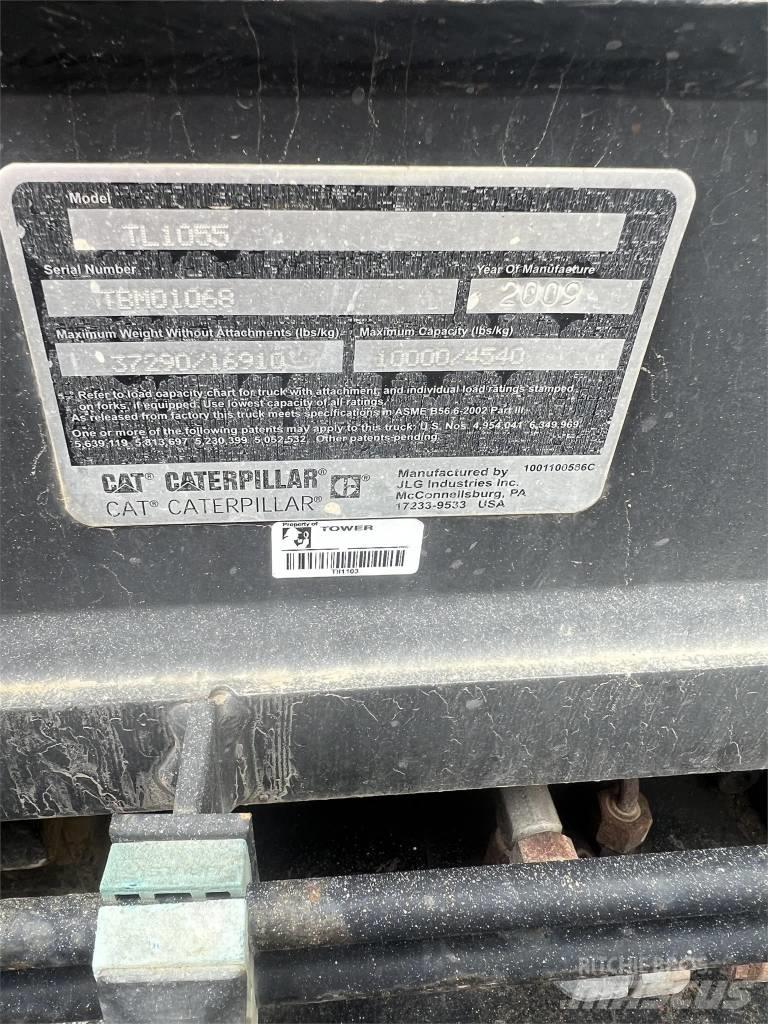 Model
TL1055
Serial Number Year Of Manufacture
TBM01068 2009
Maximum Weight Without Attachments (lbs/kg) Maximum Capacity (lbs/kg)
37290/16910 10000/4540
Refer to load capacity chart for truck with attachment, and individual load ratings stamped
on forks, if equipped. Use lowest capacity of all ratings.
As released from factory this truck meets specifications in ASME B56.6-2002 Part III.
One or more of the following patents may apply to this truck: U.S. Nos. 4,954,041 6,349,969,
5,639,119, 5,813,697 5,230,399, 5,052,532, Other patents pending.
CAT® CATERPILLAR® ®
CAT® CATERPILLAR®
Manufactured by 1001100586C
JLG Industries Inc.
McConnellsburg, PA
17233-9533 USA
Property of
TOWER
TH1103
RITCHIE BROS.
MASCUS